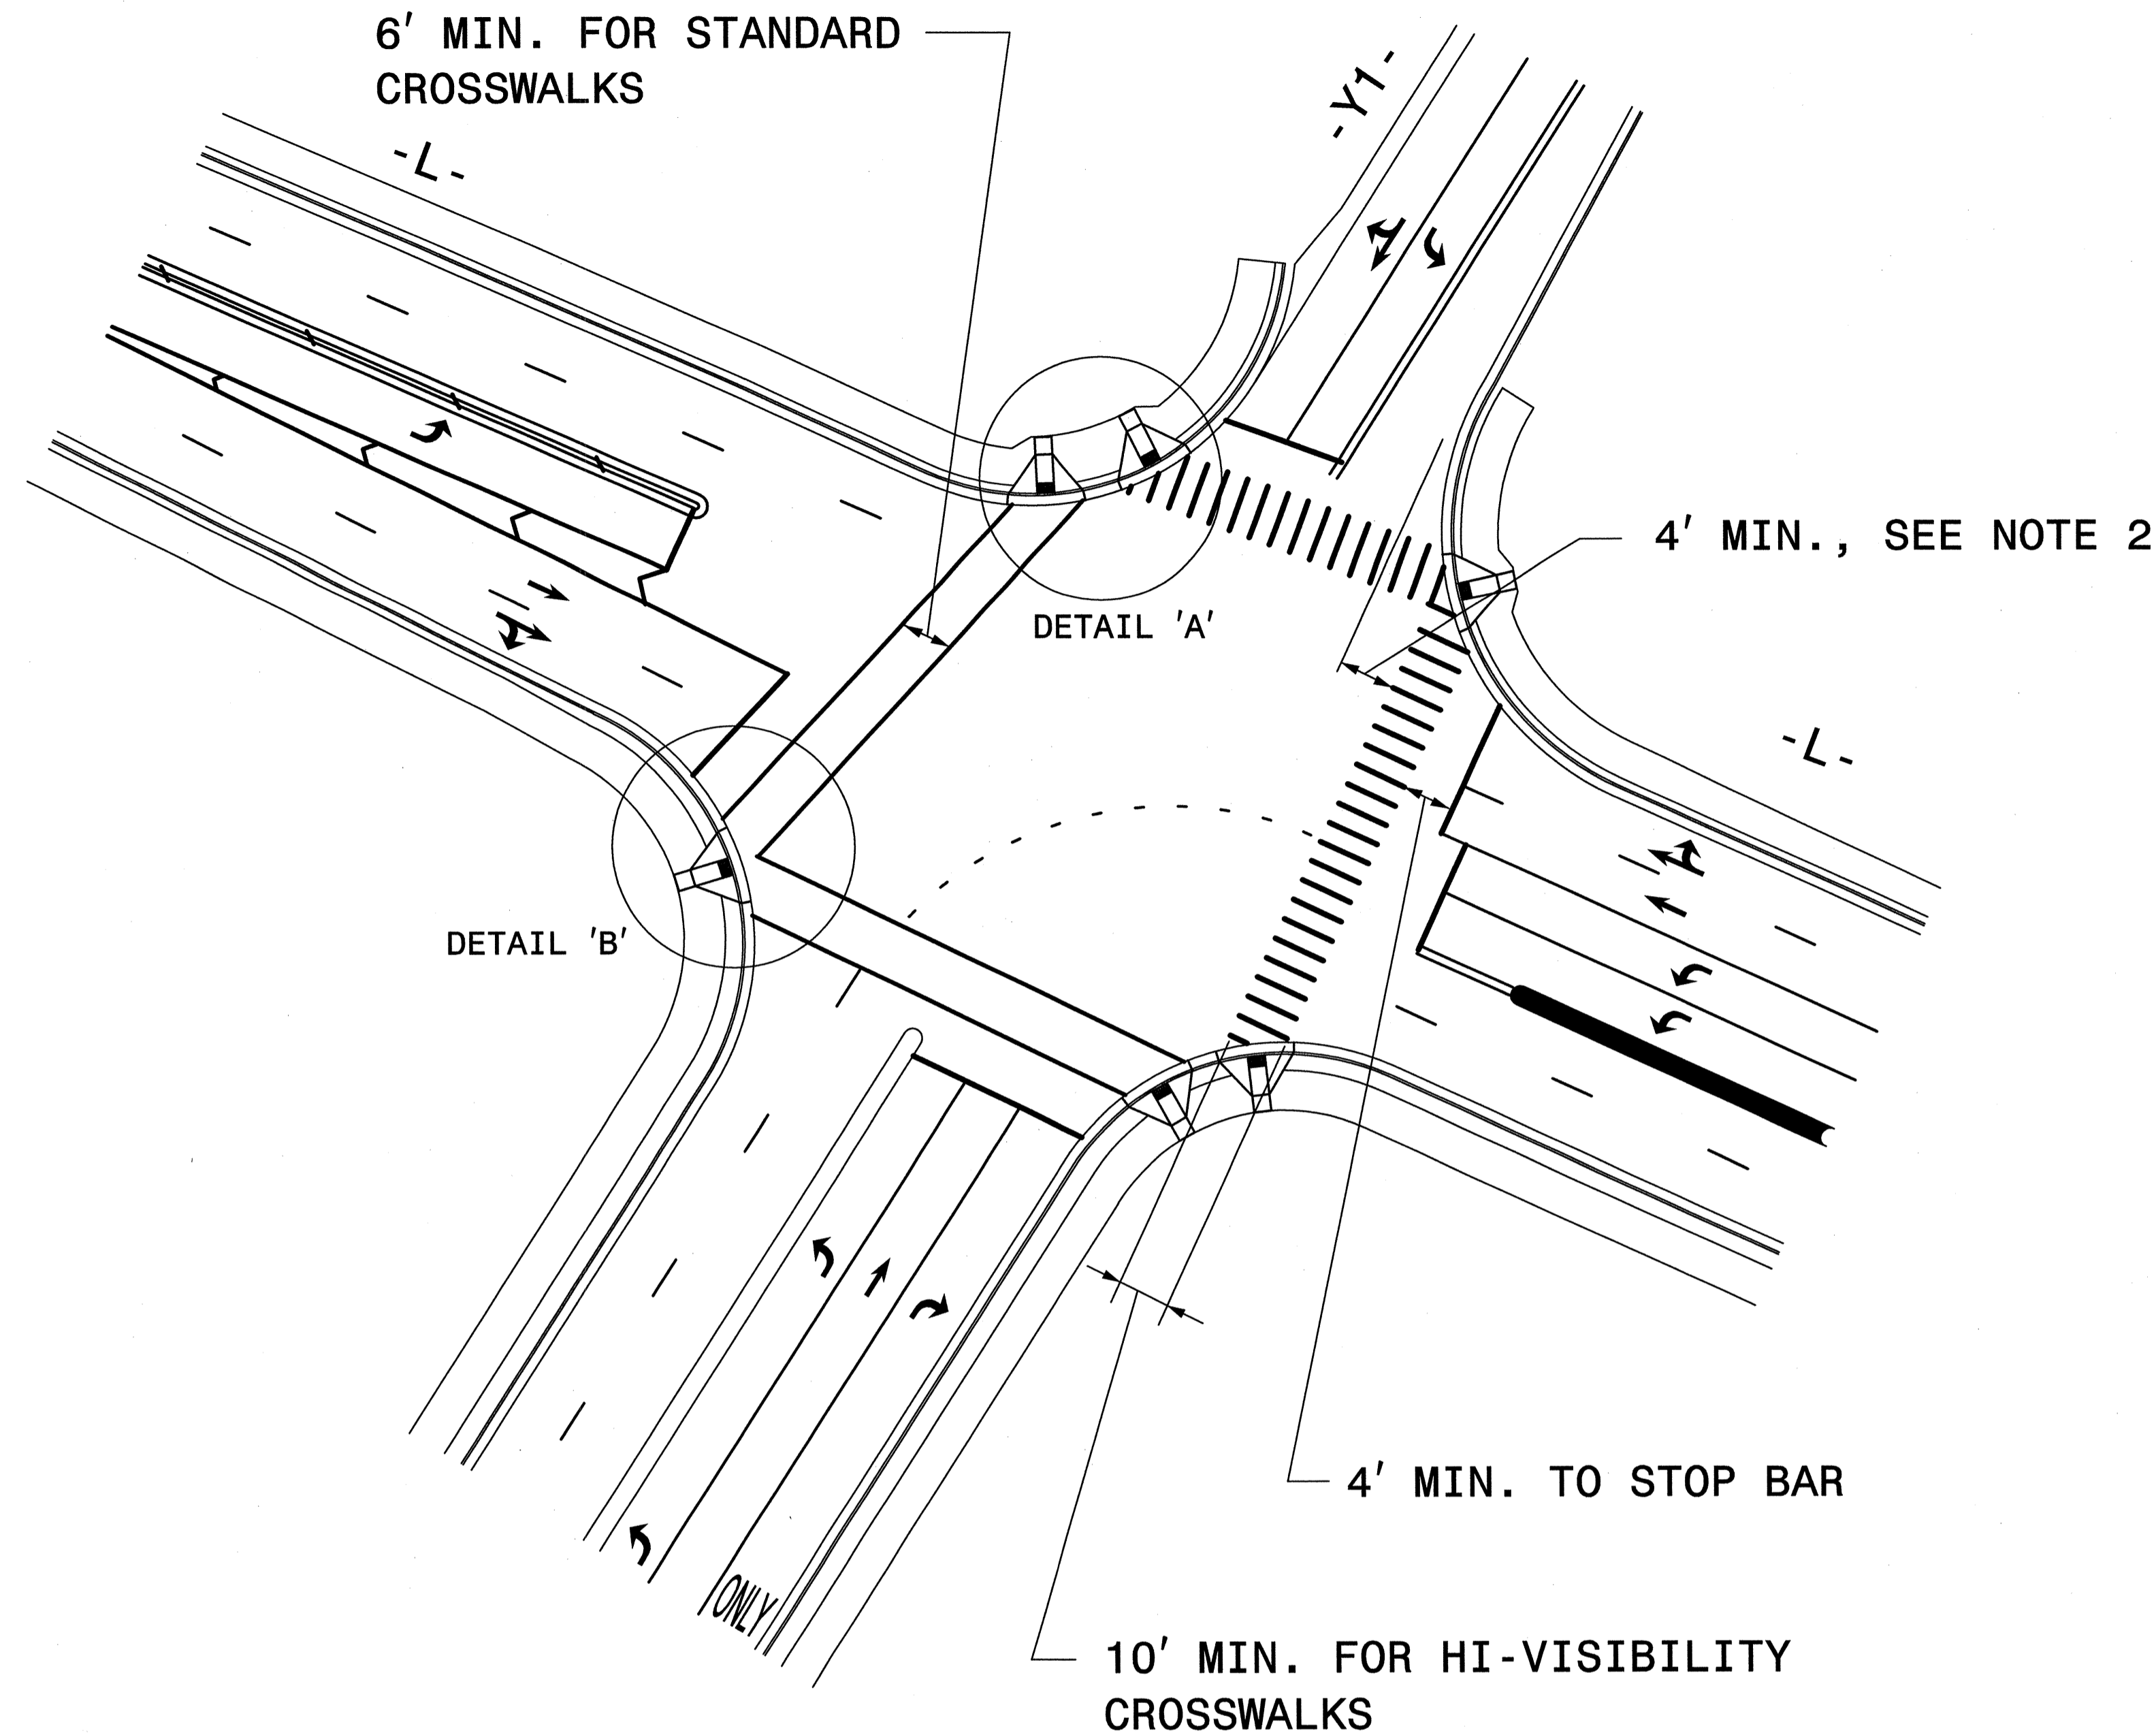 6' MIN. FOR STANDARD
CROSSWALKS
-Y1-
-L-
4' MIN., SEE NOTE 2
DETAIL 'A'
-L-
DETAIL 'B'
4' MIN. TO STOP BAR
ONLY
10' MIN. FOR HI-VISIBILITY
CROSSWALKS